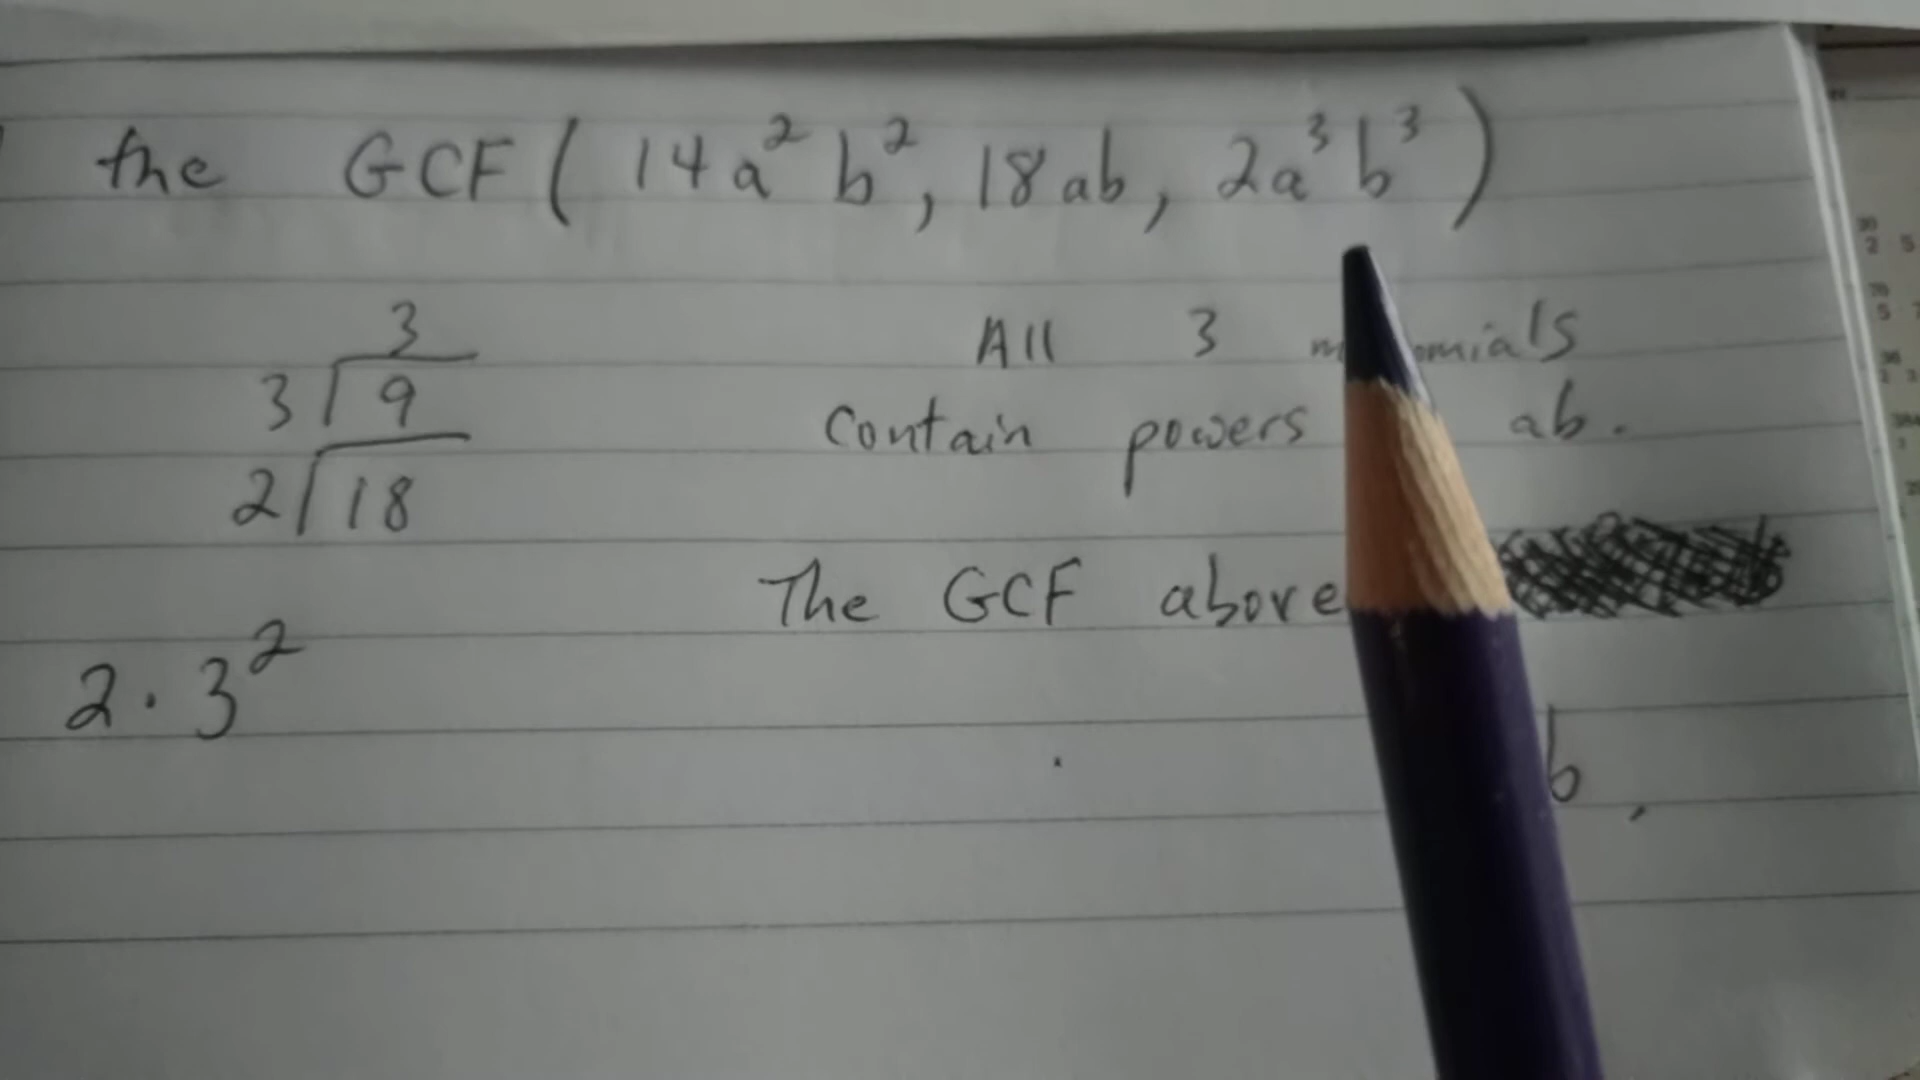 the GCF ( 14a²b², 18ab, 2a³b³ )
3
3 9
2 18
2 · 3²
All 3
contain powers ab.
The GCF above
b.